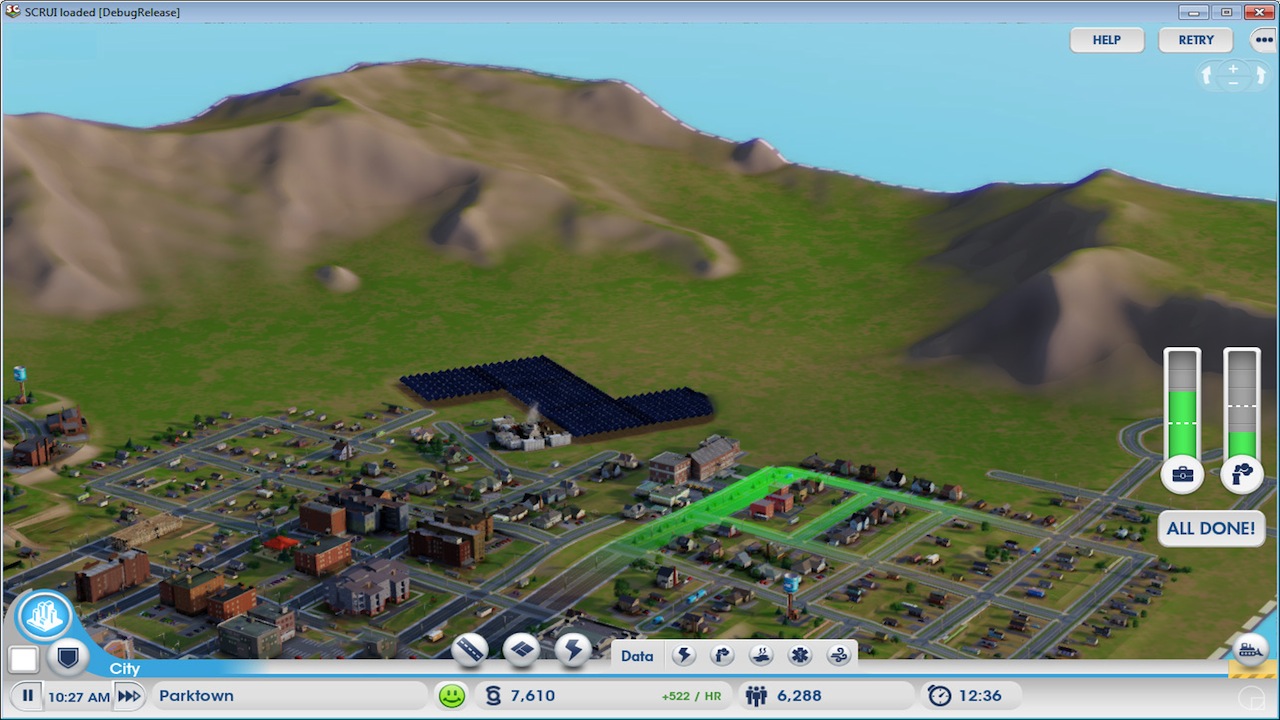 SCRUI loaded [DebugRelease]
HELP
RETRY
ALL DONE!
Data
City
10:27 AM
Parktown
7,610
+522 / HR
6,288
12:36